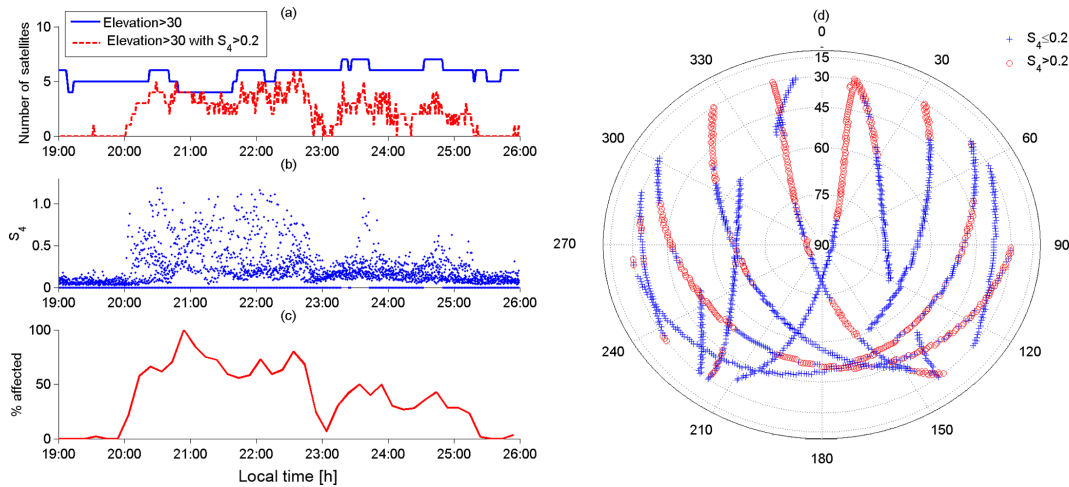 (a)
Number of satellites
10
5
0
Elevation>30
Elevation>30 with S4>0.2
19:00 20:00 21:00 22:00 23:00 24:00 25:00 26:00
(b)
S4
1.0
0.5
0
19:00 20:00 21:00 22:00 23:00 24:00 25:00 26:00
(c)
% affected
100
50
0
19:00 20:00 21:00 22:00 23:00 24:00 25:00 26:00
Local time [h]
(d)
0
S4≤0.2
S4>0.2
330
30
15
30
45
300
60
60
75
270
90
90
240
120
210
150
180